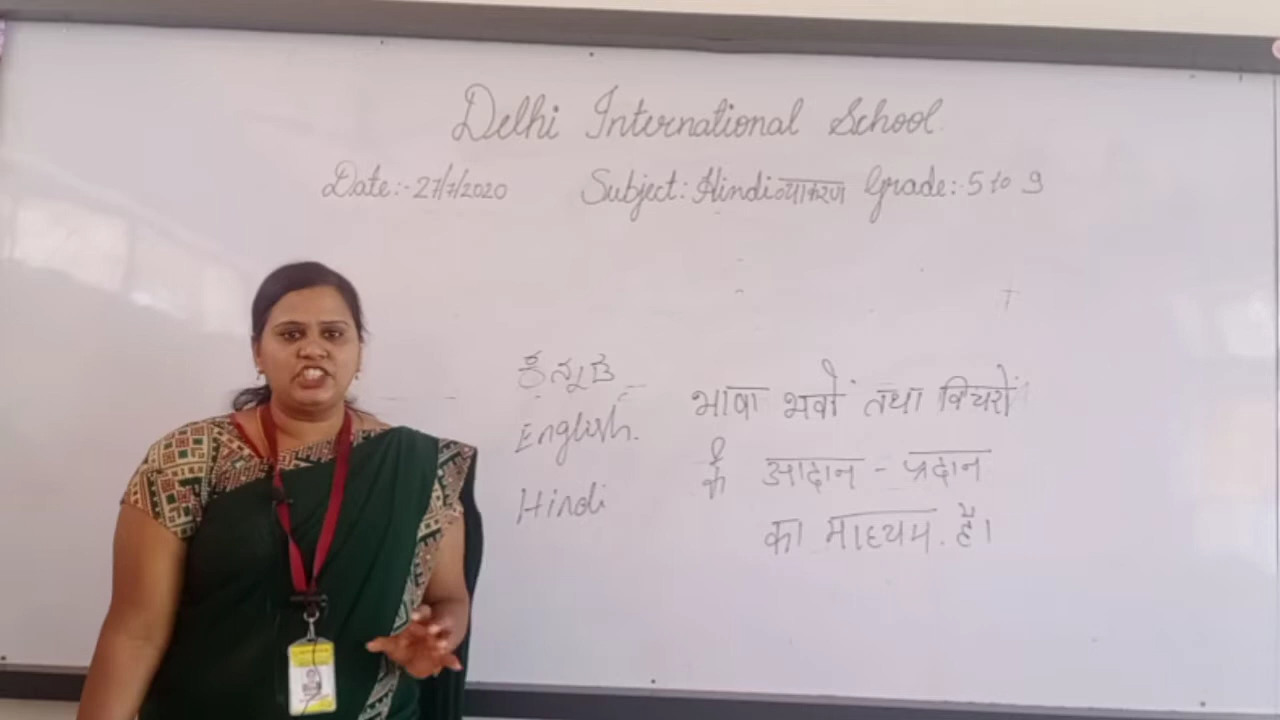 Delhi International School
Date:- 27/7/2020 Subject: Hindi व्याकरण Grade:- 5 to 9
ಕನ್ನಡ
English.
Hindi
भाषा भवों तथा विचरों
के आदान - प्रदान
का माध्यम है।